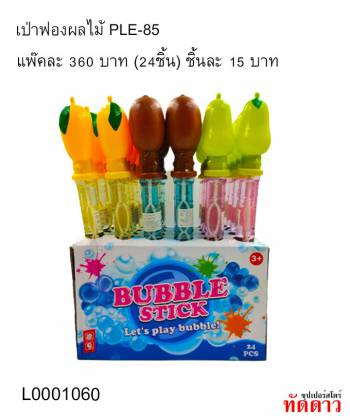 เป่าฟองผลไม้ PLE-85
แพ๊คละ 360 บาท (24ชิ้น) ชิ้นละ 15 บาท
3+
BUBBLE
STICK
Let's play bubble!
24
PCS
L0001060
ซุปเปอร์สโตร์
ทัดดาว